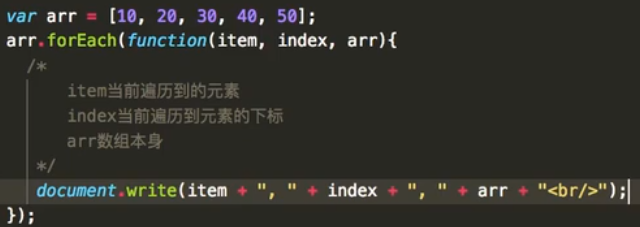 var arr = [10, 20, 30, 40, 50];
arr.forEach(function(item, index, arr){
/*
item当前遍历到的元素
index当前遍历到元素的下标
arr数组本身
*/
document.write(item + ", " + index + ", " + arr + "<br/>");
});